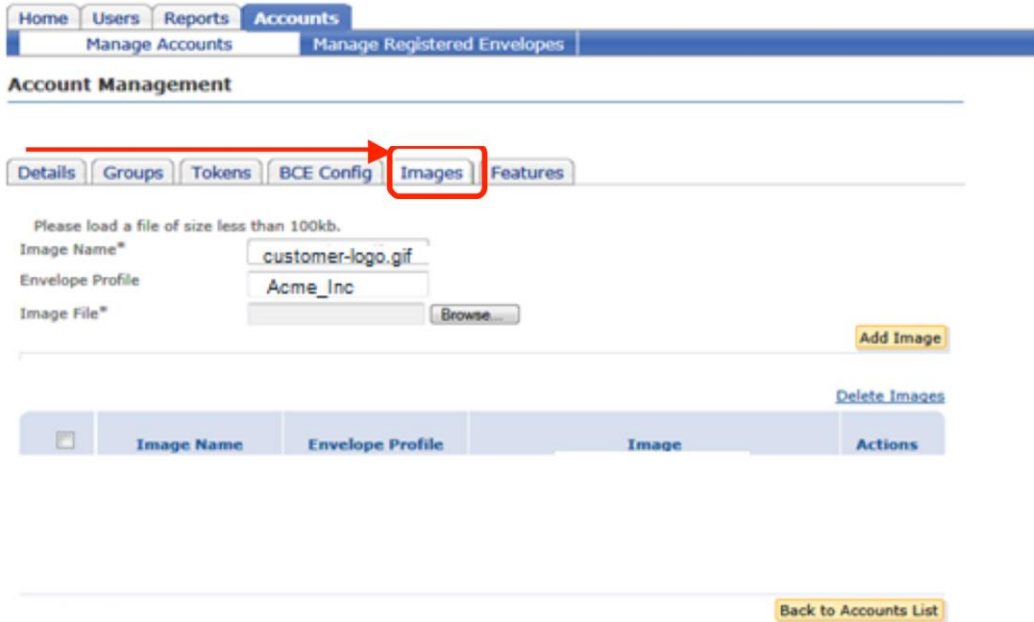 Home Users Reports Accounts
Manage Accounts Manage Registered Envelopes
Account Management
Details Groups Tokens BCE Config Images Features
Please load a file of size less than 100kb.
Image Name* customer-logo.gif
Envelope Profile Acme_Inc
Image File* Browse...
Add Image
Delete Images
Image Name Envelope Profile Image Actions
Back to Accounts List